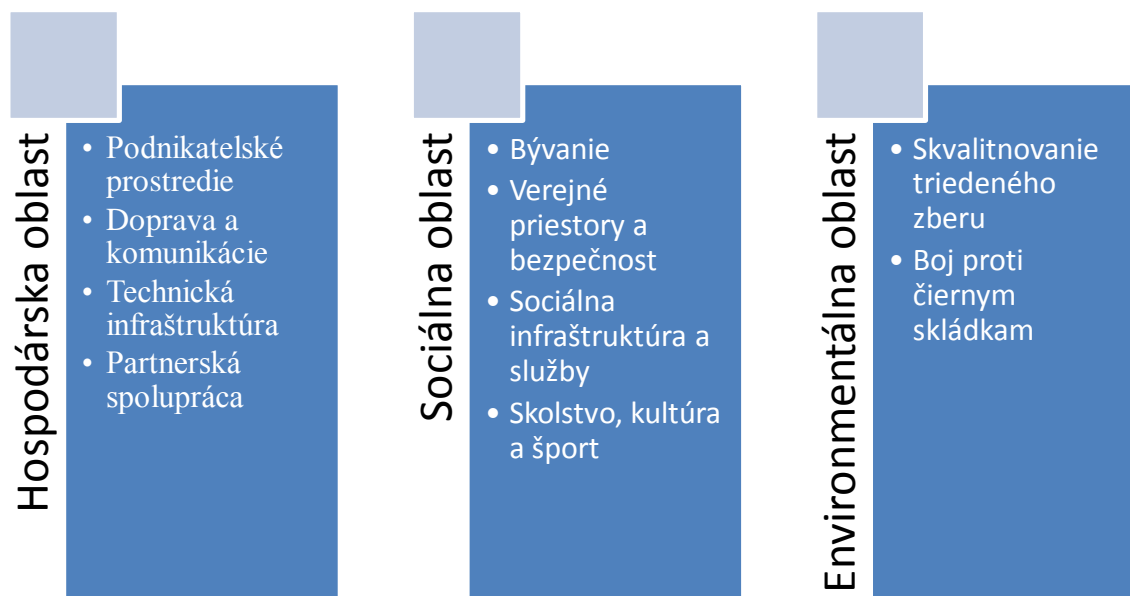 Hospodárska oblast
• Podnikatelské
prostredie
• Doprava a
komunikácie
• Technická
infraštruktúra
• Partnerská
spolupráca
Sociálna oblast
• Bývanie
• Verejné
priestory a
bezpečnost
• Sociálna
infraštruktúra a
služby
• Skolstvo, kultúra
a šport
Environmentálna oblast
• Skvalitnovanie
triedeného
zberu
• Boj proti
čiernym
skládkam